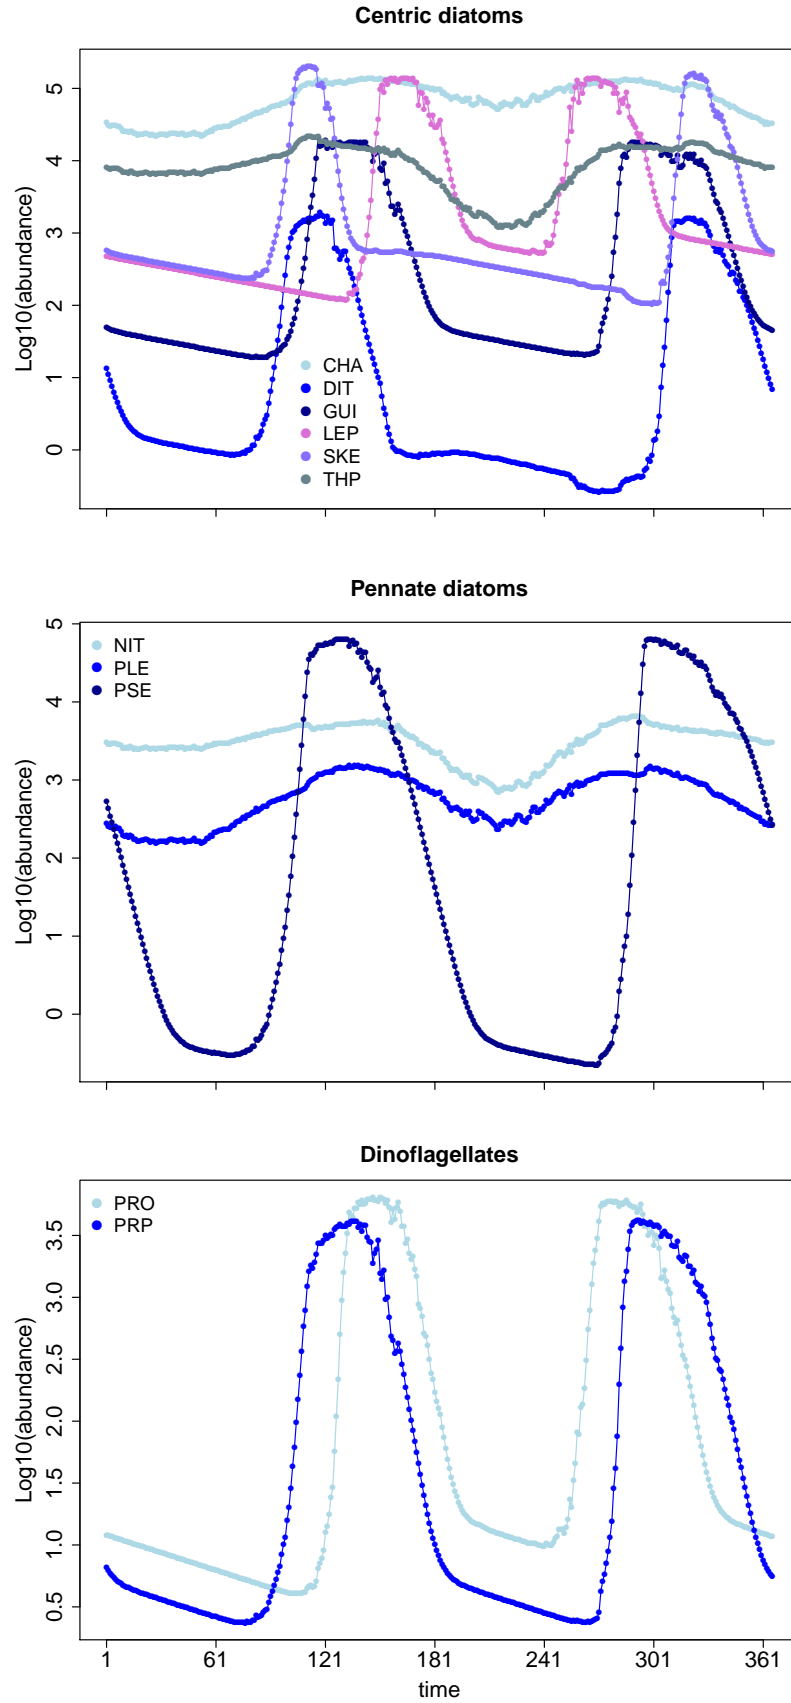 Centric diatoms
Log10(abundance)
5
4
3
2
1
0
CHA
DIT
GUI
LEP
SKE
THP
Pennate diatoms
Log10(abundance)
5
4
3
2
1
0
NIT
PLE
PSE
Dinoflagellates
Log10(abundance)
3.5
3.0
2.5
2.0
1.5
1.0
0.5
PRO
PRP
1 61 121 181 241 301 361
time